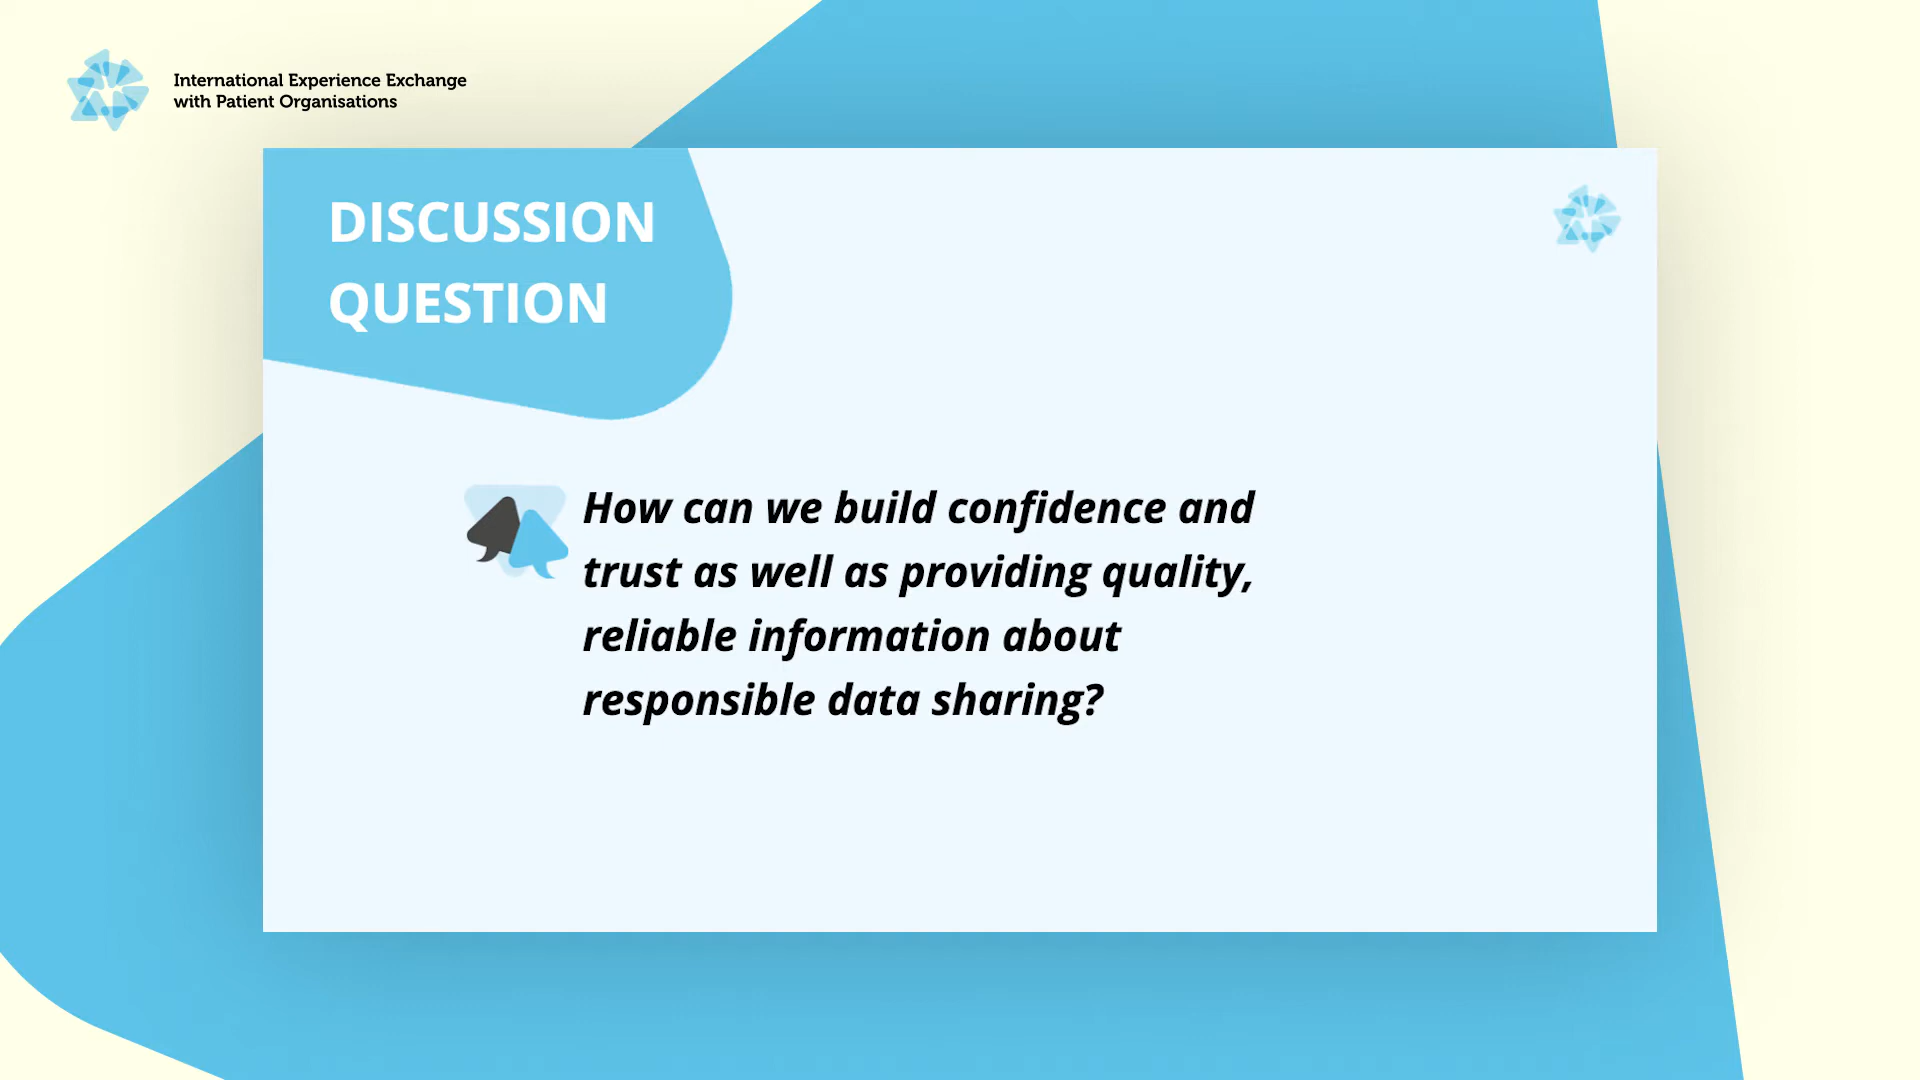 International Experience Exchange
with Patient Organisations
DISCUSSION
QUESTION
How can we build confidence and
trust as well as providing quality,
reliable information about
responsible data sharing?